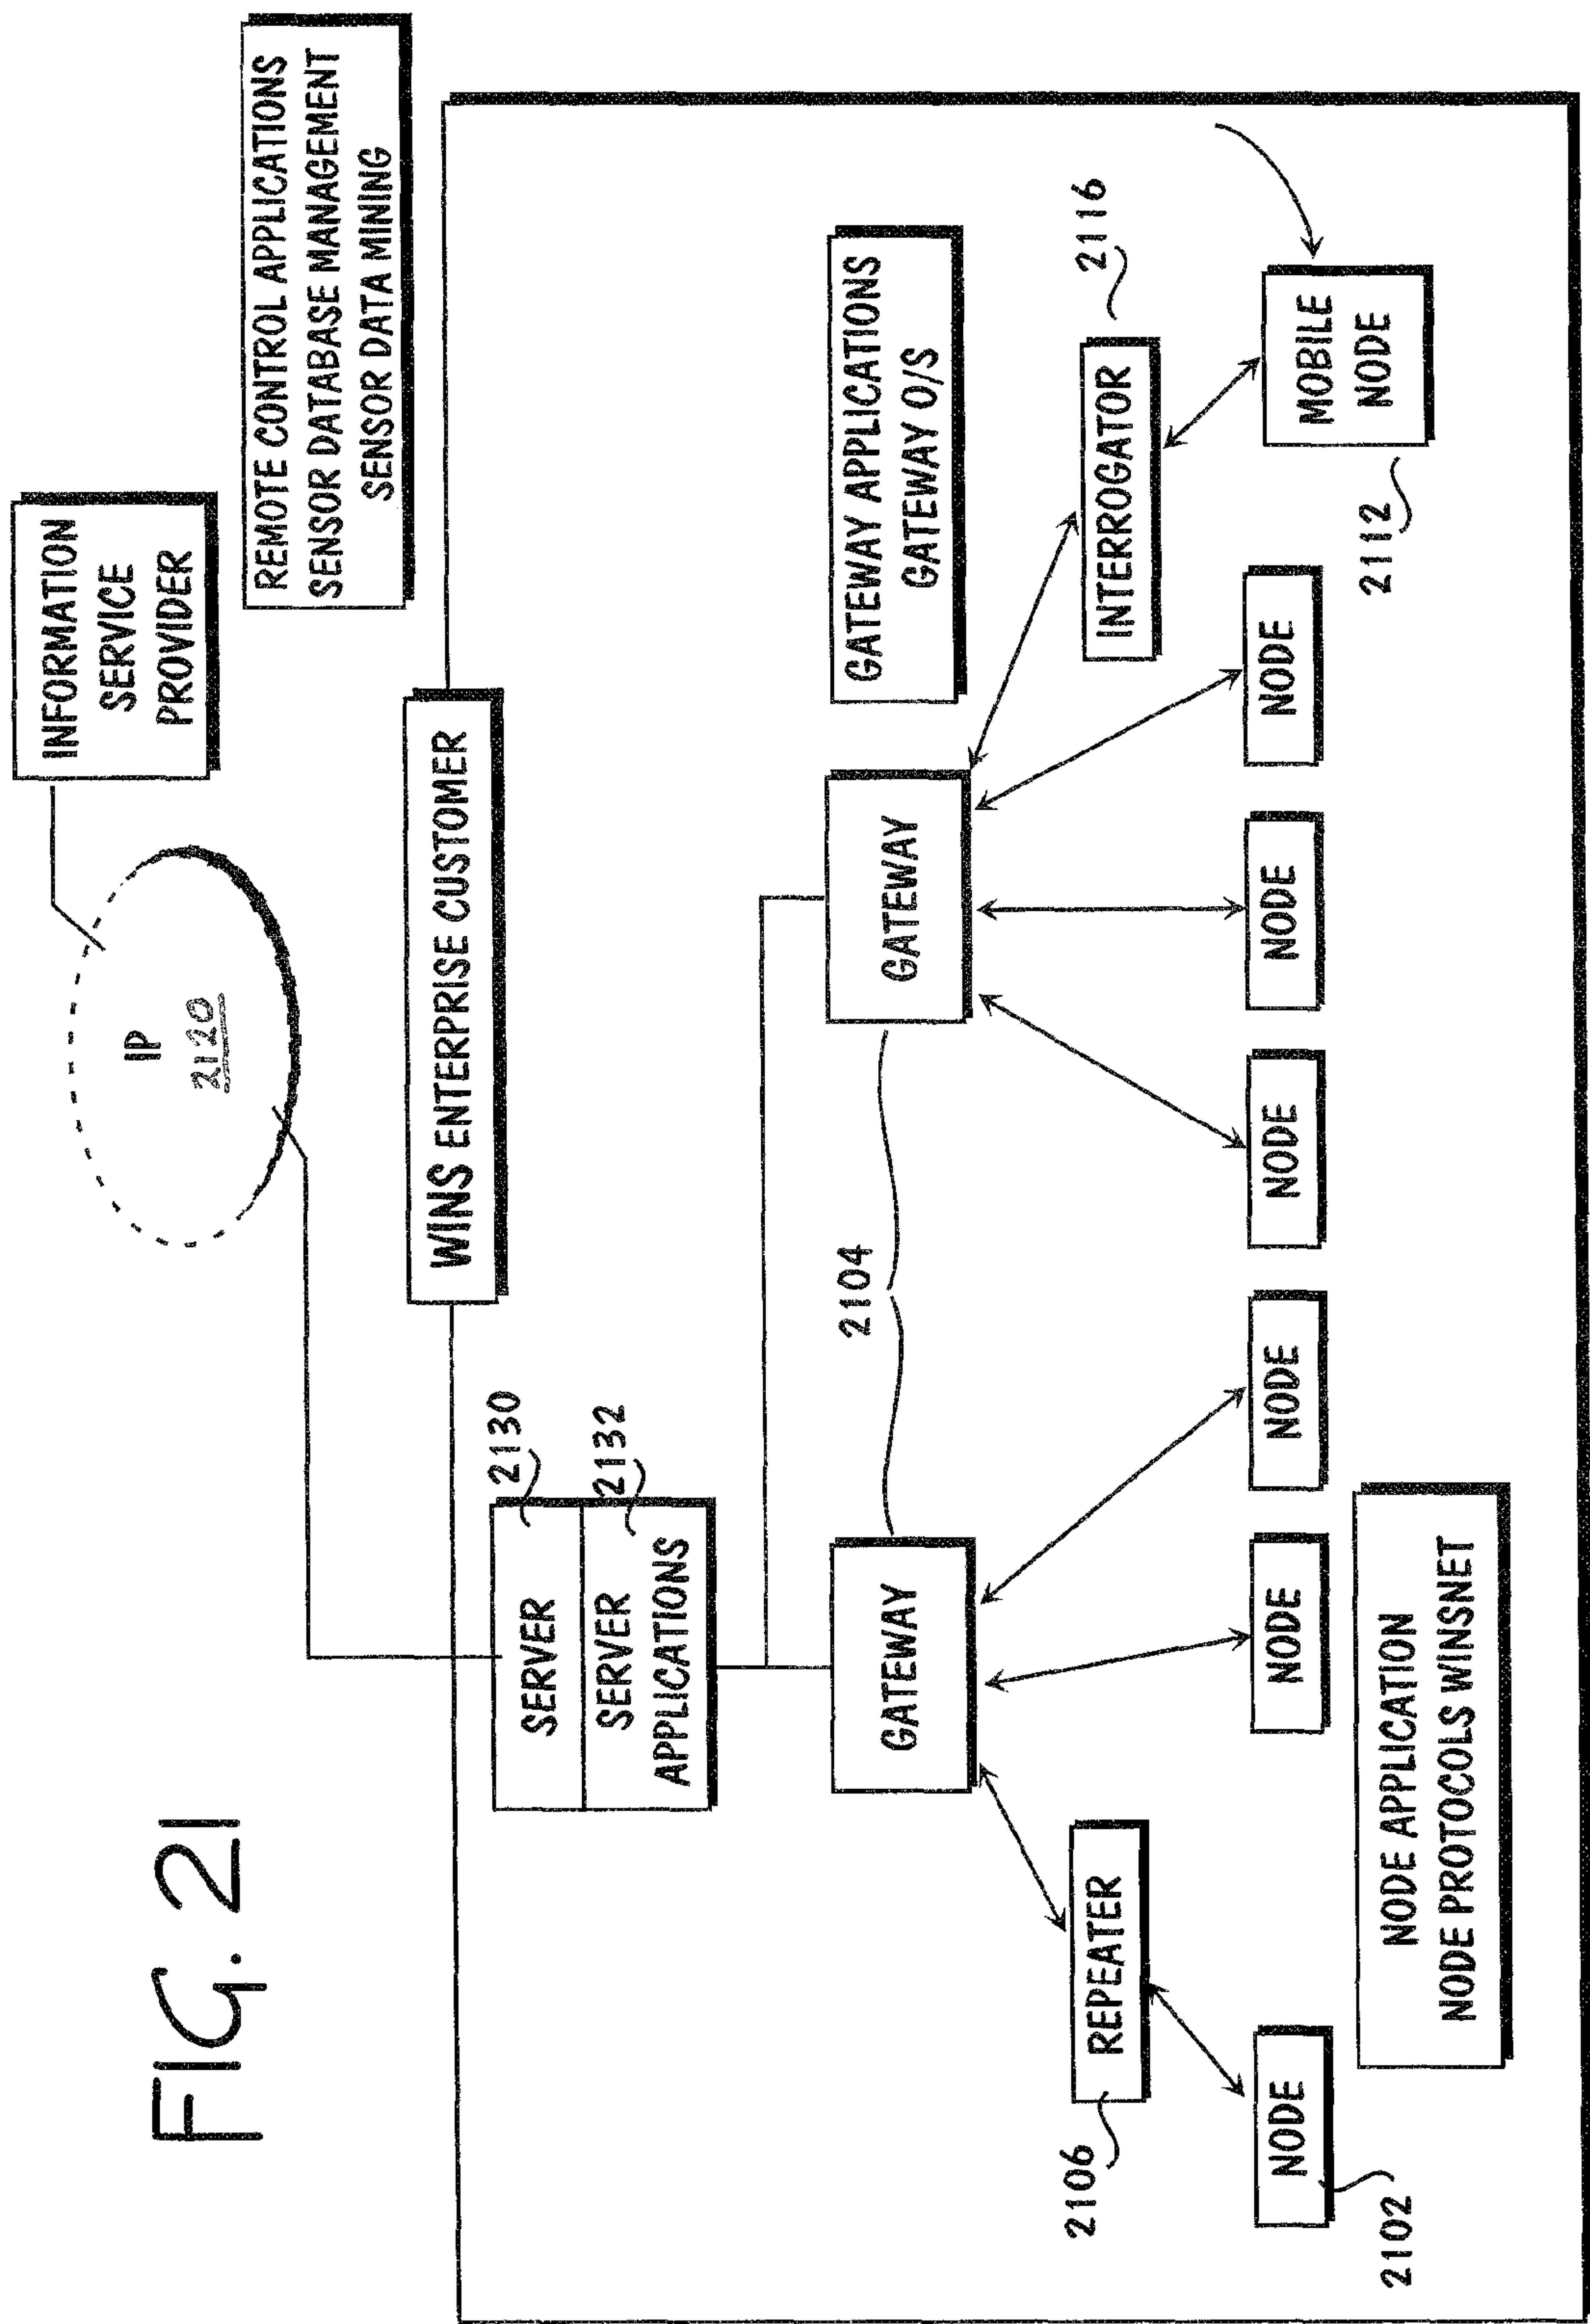 FIG. 21
INFORMATION
SERVICE
PROVIDER
IP
2120
REMOTE CONTROL APPLICATIONS
SENSOR DATABASE MANAGEMENT
SENSOR DATA MINING
WINS ENTERPRISE CUSTOMER
SERVER
2130
SERVER
APPLICATIONS
2132
GATEWAY
2104
GATEWAY
GATEWAY APPLICATIONS
GATEWAY O/S
2106
REPEATER
INTERROGATOR
2116
NODE
2102
NODE
NODE
NODE
NODE
NODE
MOBILE
NODE
2112
NODE APPLICATION
NODE PROTOCOLS WINSNET